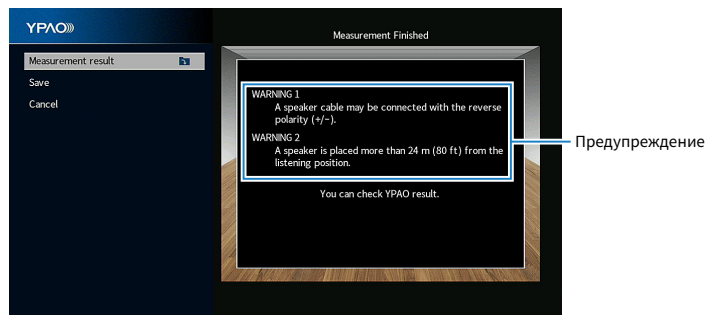 YPAO
Measurement Finished
Measurement result
Save
Cancel
WARNING 1
A speaker cable may be connected with the reverse
polarity (+/-).
WARNING 2
A speaker is placed more than 24 m (80 ft) from the
listening position.
You can check YPAO result.
Предупреждение